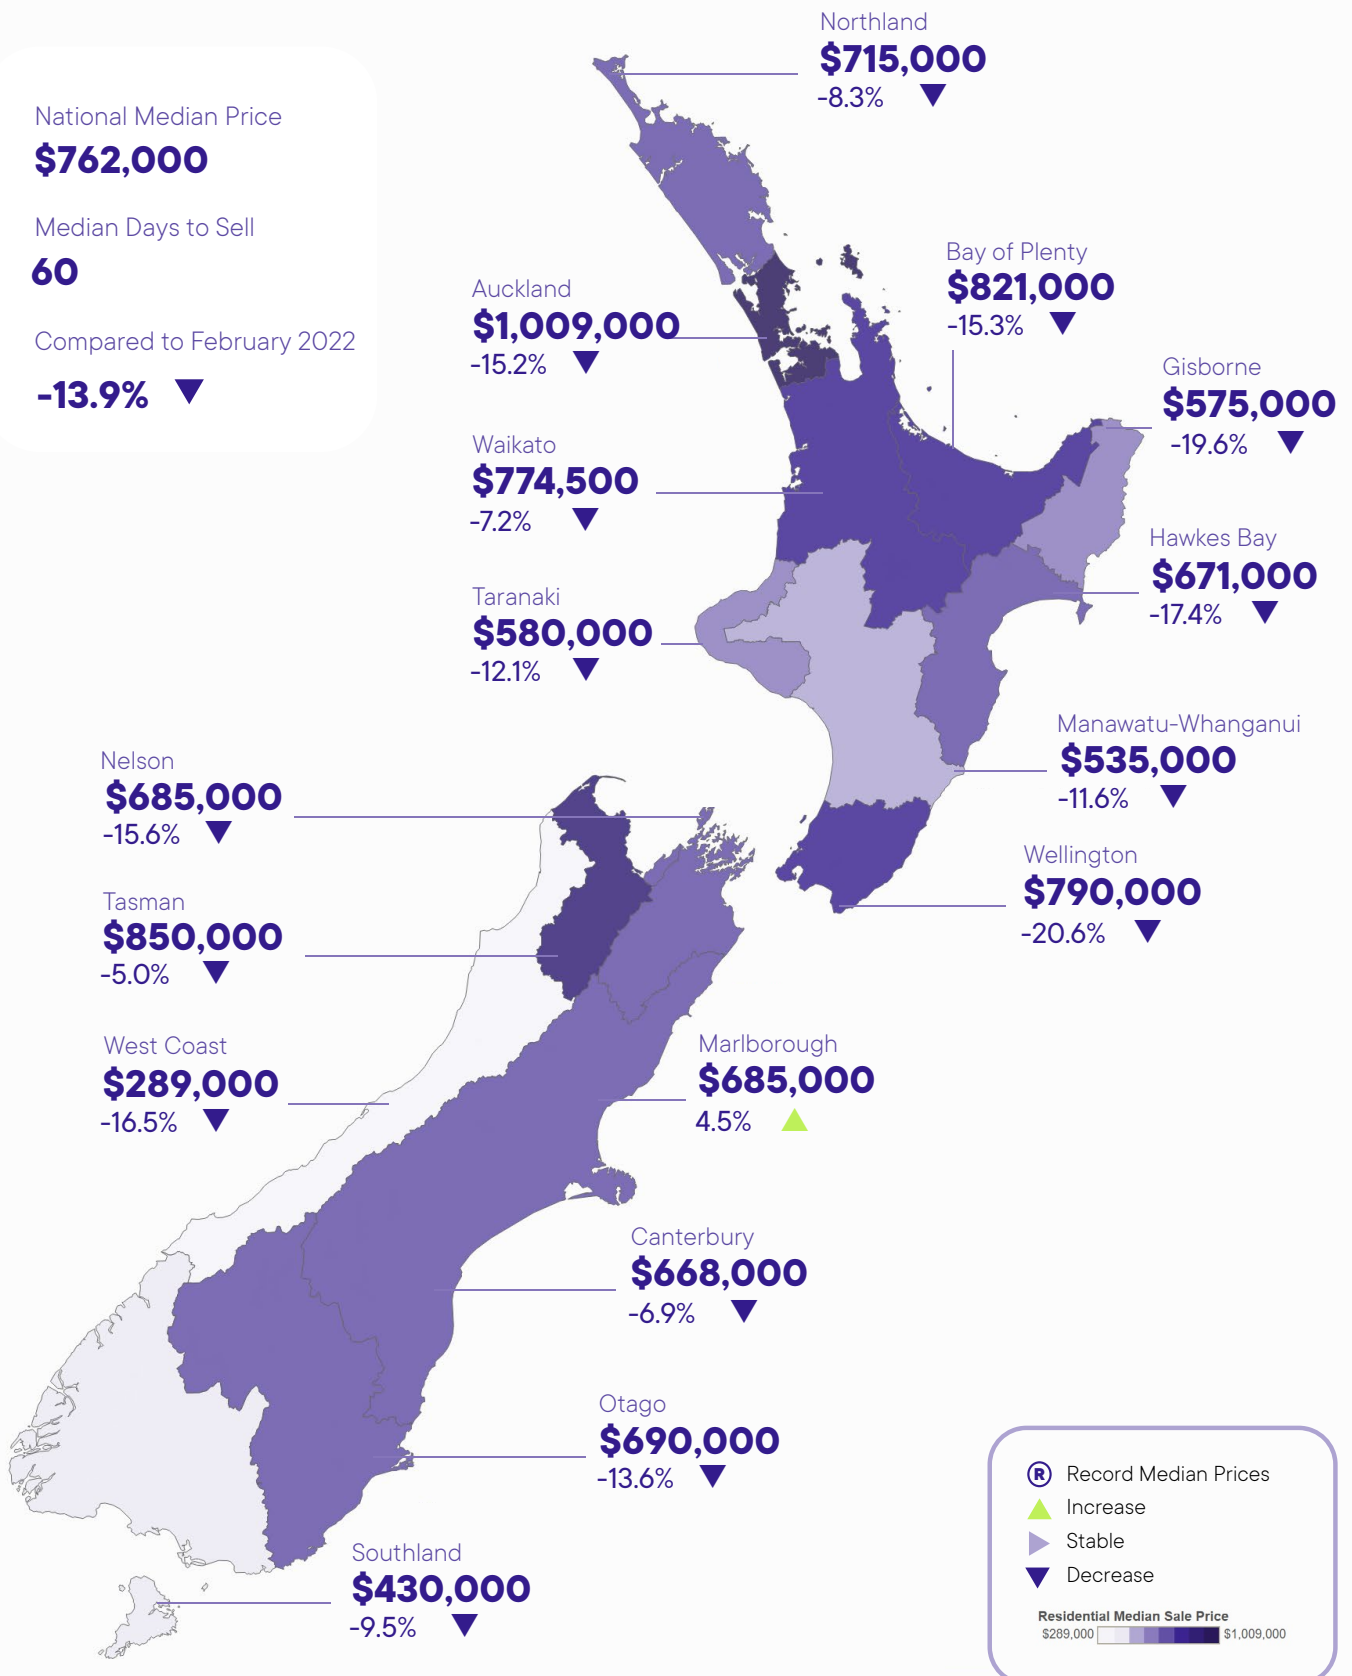 National Median Price
$762,000
Median Days to Sell
60
Compared to February 2022
-13.9%
Northland
$715,000
-8.3%
Auckland
$1,009,000
-15.2%
Bay of Plenty
$821,000
-15.3%
Gisborne
$575,000
-19.6%
Waikato
$774,500
-7.2%
Hawkes Bay
$671,000
-17.4%
Taranaki
$580,000
-12.1%
Manawatu-Whanganui
$535,000
-11.6%
Nelson
$685,000
-15.6%
Wellington
$790,000
-20.6%
Tasman
$850,000
-5.0%
West Coast
$289,000
-16.5%
Marlborough
$685,000
4.5%
Canterbury
$668,000
-6.9%
Otago
$690,000
-13.6%
Southland
$430,000
-9.5%
R Record Median Prices
Increase
Stable
Decrease
Residential Median Sale Price
$289,000 $1,009,000